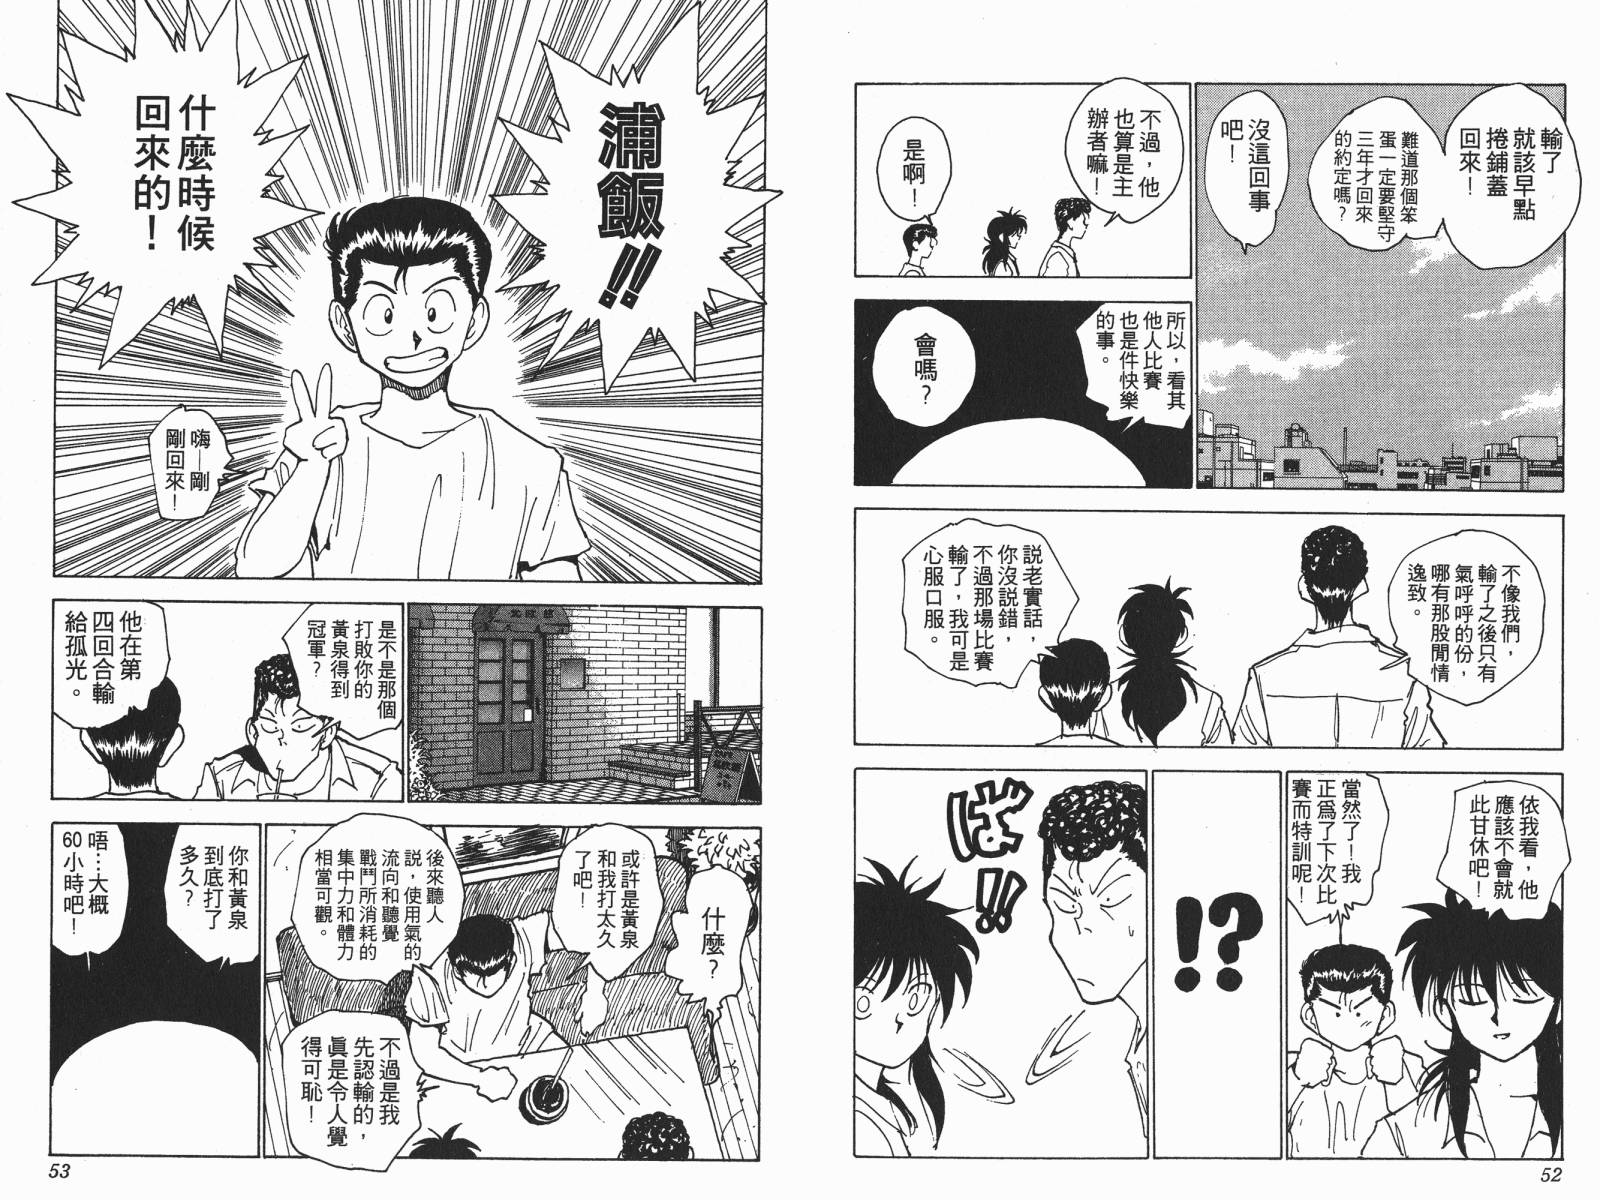 輸了
就該早點
捲鋪蓋
回來！
難道那個笨
蛋一定要堅守
三年才回來
的約定嗎？
沒這回事
吧！
不過，他
也算是主
辦者嘛！
是啊！
所以，看其
他人比賽
也是件快樂
的事。
會嗎？
不像我們，
輸了之後只有
氣呼呼的份，
哪有那股閒情
逸致。
說老實話，
你沒說錯，
不過那場比賽
輸了，我可是
心服口服。
依我看，他
應該不會就
此甘休吧！
當然了！我
正爲了下次比
賽而特訓呢！
!?
ばっ!!
52
浦飯!!
什麼時候
回來的！
嗨—剛
剛回來！
是不是那個
打敗你的
黃泉得到
冠軍？
他在第
四回合輸
給孤光。
什麼？
或許是黃泉
和我打太久
了吧！
後來聽人
說，使用氣的
流向和聽覺
戰鬥所消耗的
集中力和體力
相當可觀。
不過是我
先認輸的，
眞是令人覺
得可恥！
你和黃泉
到底打了
多久？
唔…大概
60小時吧！
53